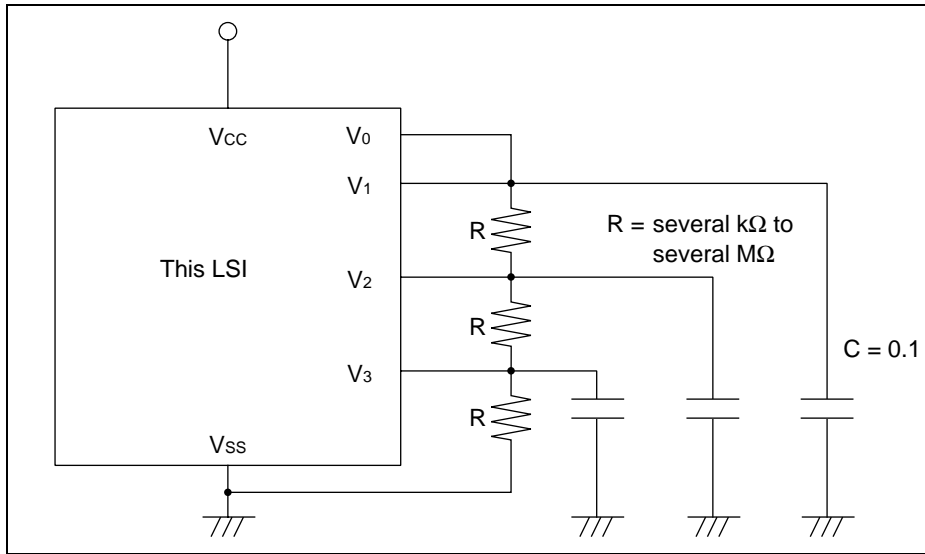 VCC
V0
V1
R
R = several kΩ to
several MΩ
This LSI
V2
R
C = 0.1
V3
R
VSS